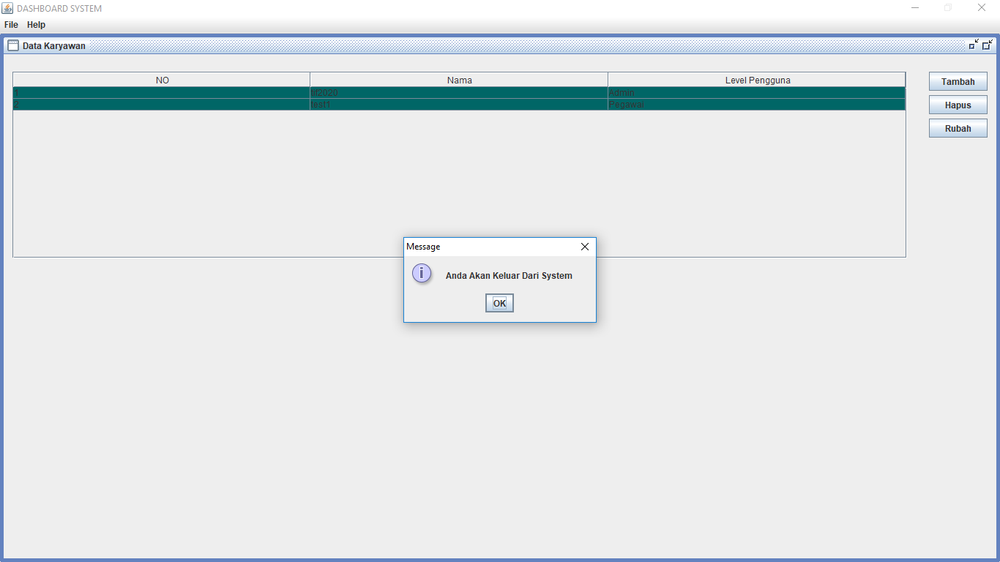 DASHBOARD SYSTEM
File Help
Data Karyawan
NO Nama Level Pengguna
1 tif2020 Admin
2 test1 Pegawai
Tambah
Hapus
Rubah
Message
Anda Akan Keluar Dari System
OK